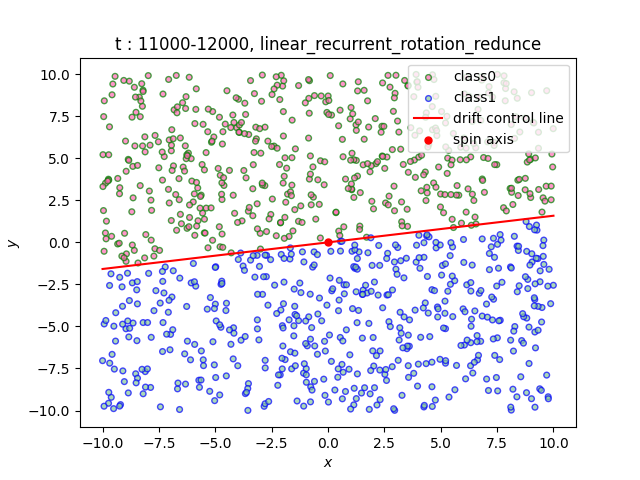 t : 11000-12000, linear_recurrent_rotation_redunce
class0
class1
drift control line
spin axis
10.0
7.5
5.0
2.5
0.0
−2.5
−5.0
−7.5
−10.0
y
−10.0 −7.5 −5.0 −2.5 0.0 2.5 5.0 7.5 10.0
x